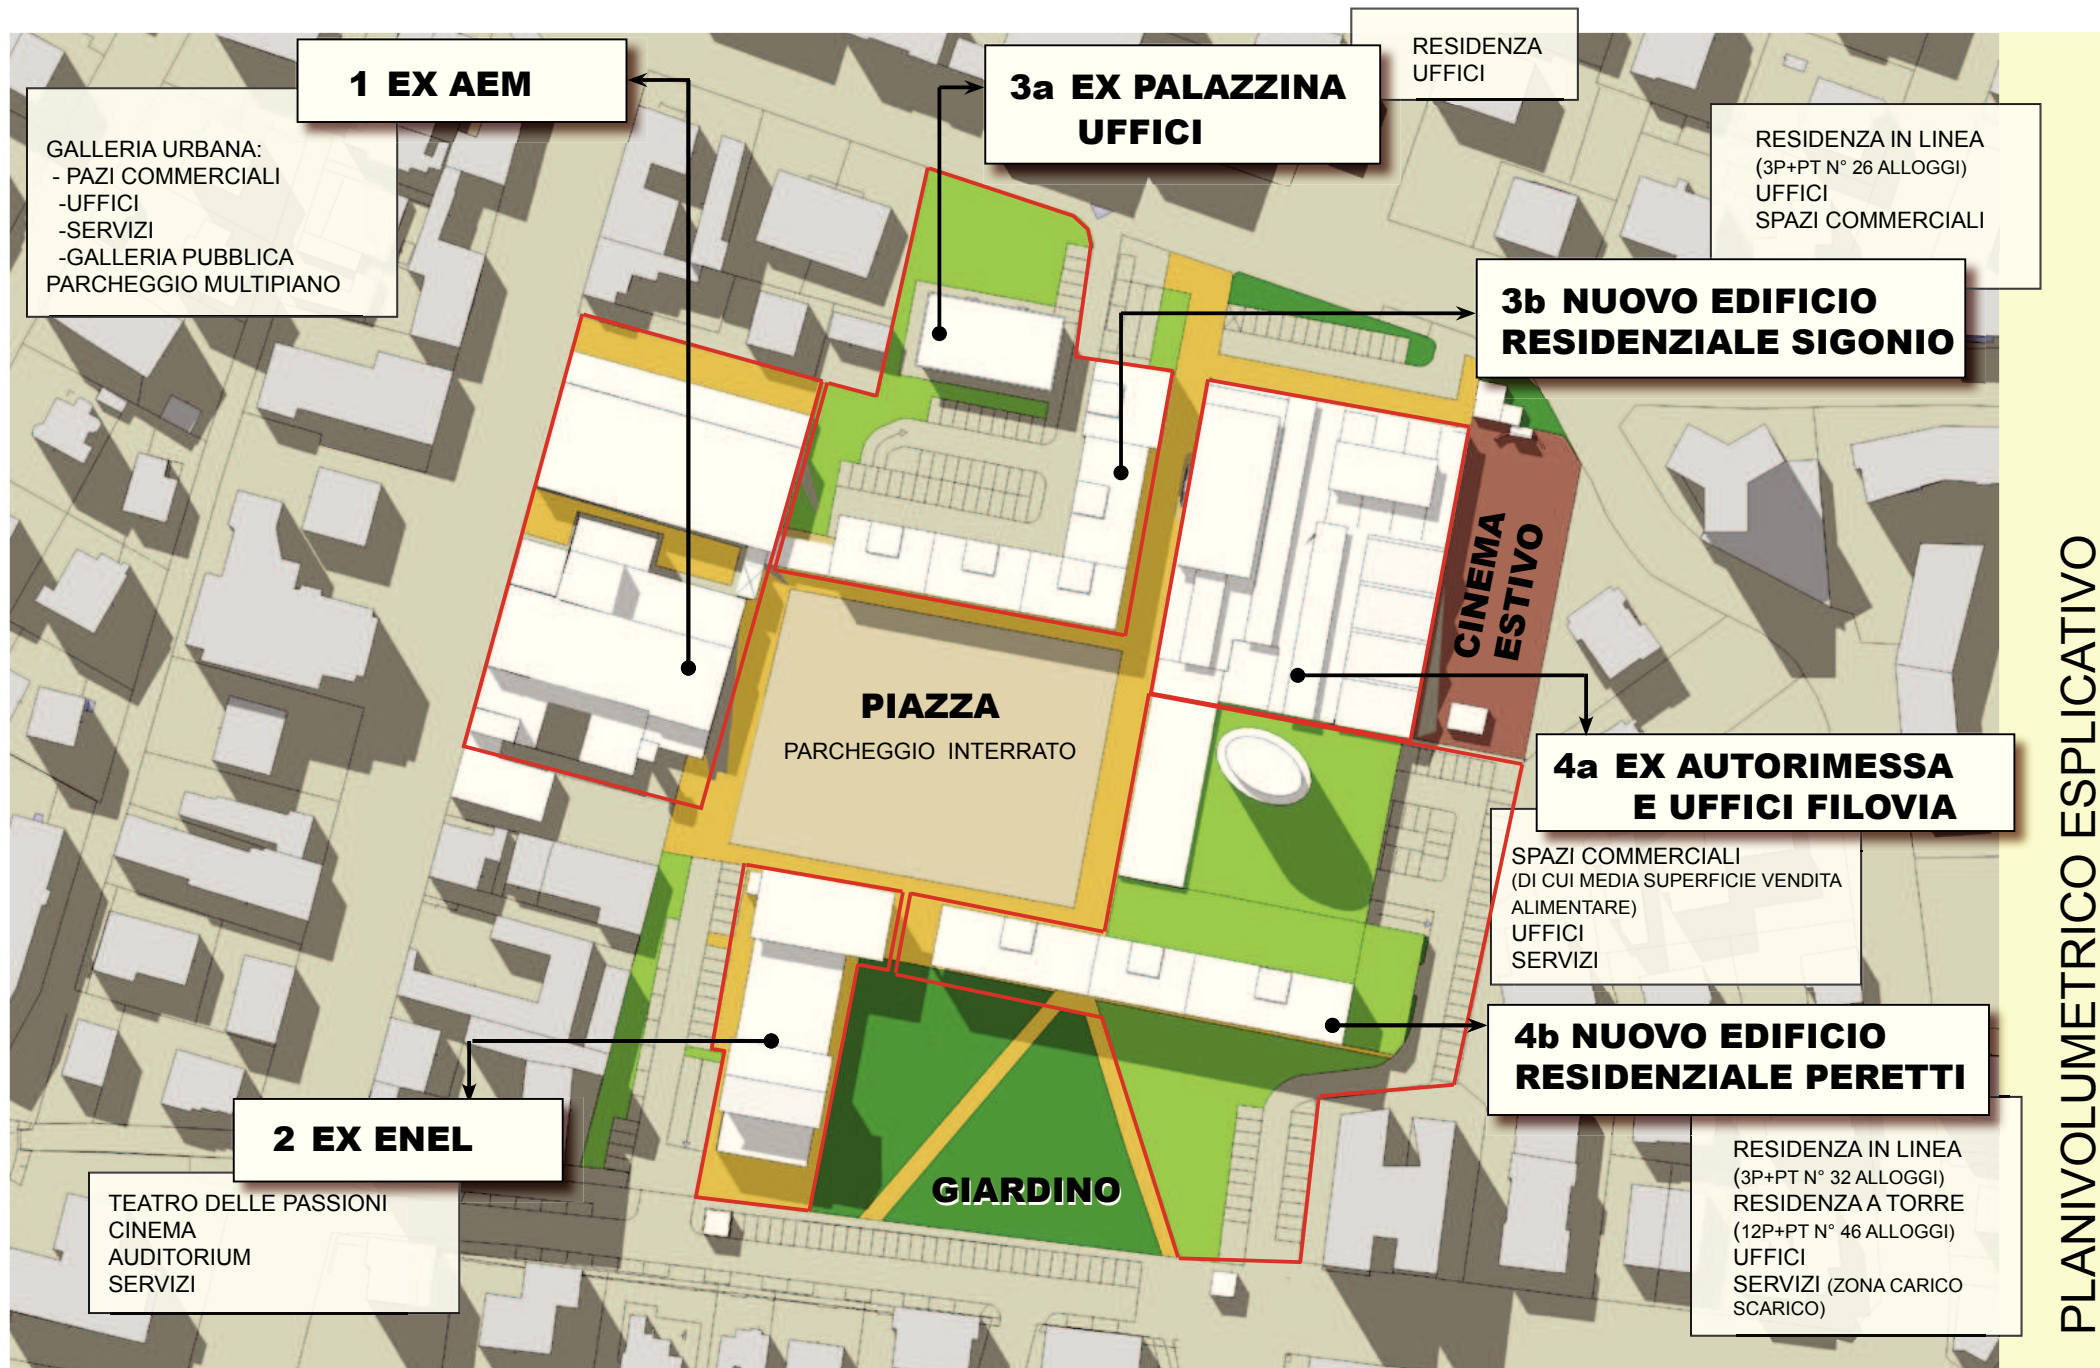 1 EX AEM
GALLERIA URBANA:
- PAZI COMMERCIALI
-UFFICI
-SERVIZI
-GALLERIA PUBBLICA
PARCHEGGIO MULTIPIANO
3a EX PALAZZINA
UFFICI
RESIDENZA
UFFICI
RESIDENZA IN LINEA
(3P+PT N° 26 ALLOGGI)
UFFICI
SPAZI COMMERCIALI
3b NUOVO EDIFICIO
RESIDENZIALE SIGONIO
CINEMA
ESTIVO
PIAZZA
PARCHEGGIO INTERRATO
4a EX AUTORIMESSA
E UFFICI FILOVIA
SPAZI COMMERCIALI
(DI CUI MEDIA SUPERFICIE VENDITA
ALIMENTARE)
UFFICI
SERVIZI
4b NUOVO EDIFICIO
RESIDENZIALE PERETTI
RESIDENZA IN LINEA
(3P+PT N° 32 ALLOGGI)
RESIDENZA A TORRE
(12P+PT N° 46 ALLOGGI)
UFFICI
SERVIZI (ZONA CARICO
SCARICO)
2 EX ENEL
TEATRO DELLE PASSIONI
CINEMA
AUDITORIUM
SERVIZI
GIARDINO
PLANIVOLUMETRICO ESPLICATIVO